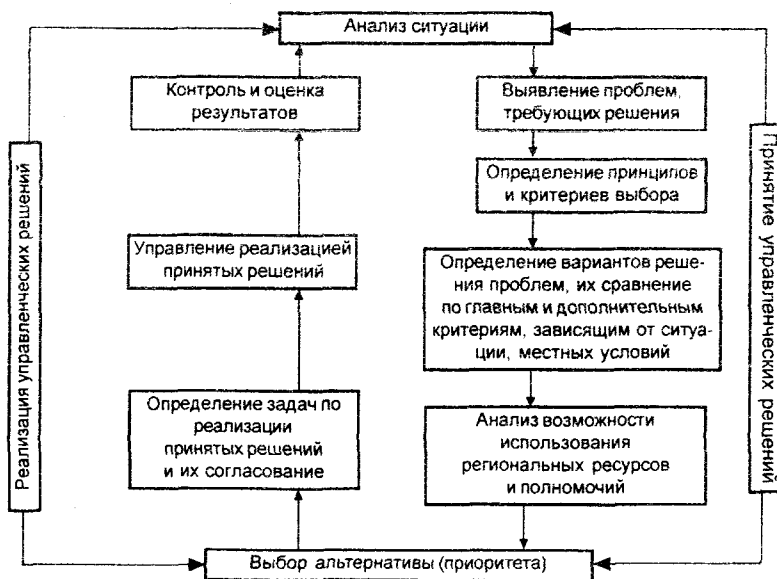 Анализ ситуации
Контроль и оценка
результатов
Выявление проблем,
требующих решения
Определение принципов
и критериев выбора
Управление реализацией
принятых решений
Определение вариантов реше-
ния проблем, их сравнение
по главным и дополнительным
критериям, зависящим от ситуа-
ции, местных условий
Определение задач по
реализации
принятых решений
и их согласование
Анализ возможности
использования
региональных ресурсов
и полномочий
Выбор альтернативы (приоритета)
Реализация управленческих решений
Принятие управленческих решений